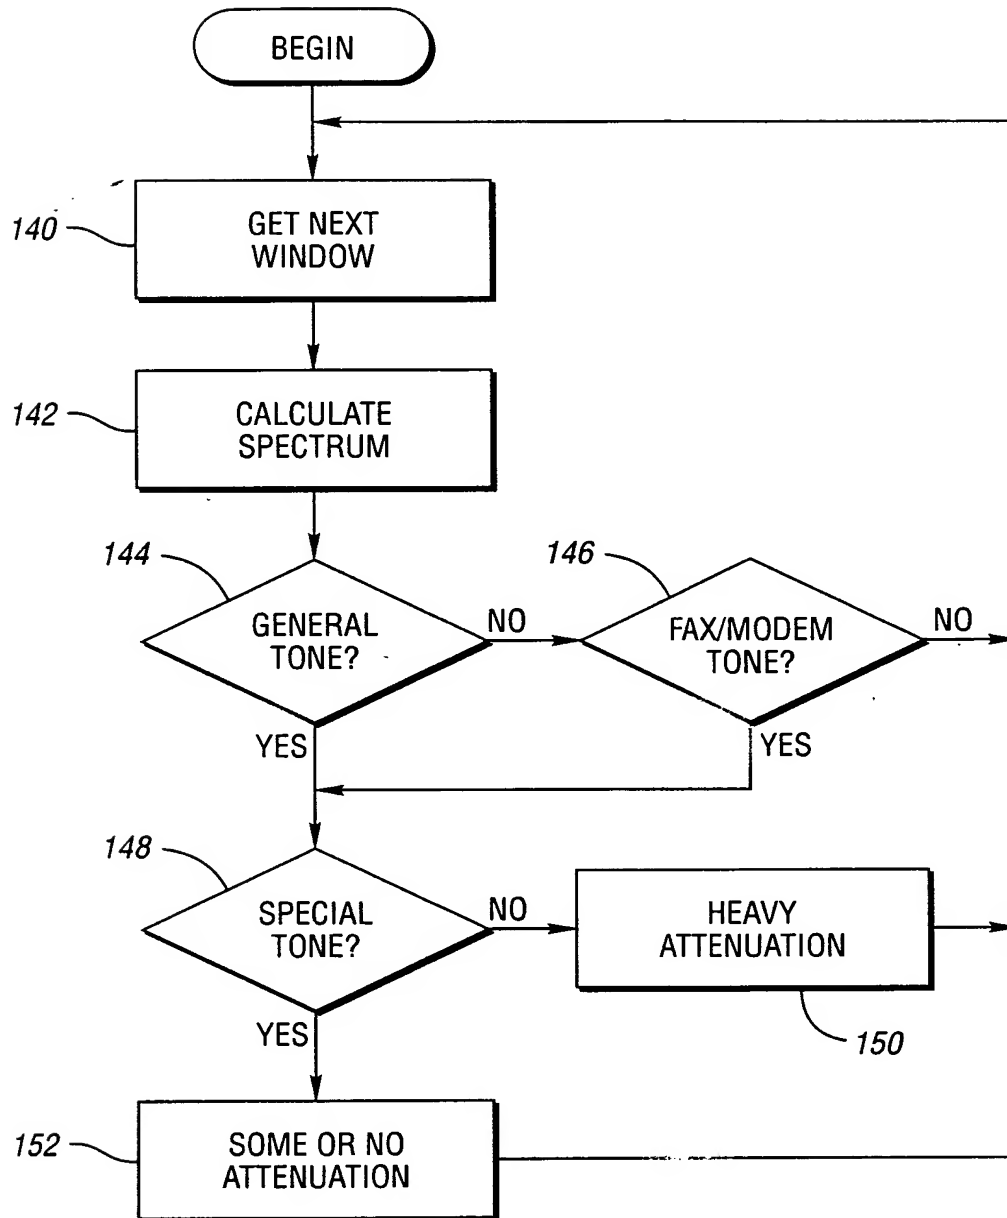 BEGIN
140
GET NEXT
WINDOW
142
CALCULATE
SPECTRUM
144
GENERAL
TONE?
NO
146
FAX/MODEM
TONE?
NO
YES
YES
148
SPECIAL
TONE?
NO
HEAVY
ATTENUATION
150
YES
152
SOME OR NO
ATTENUATION